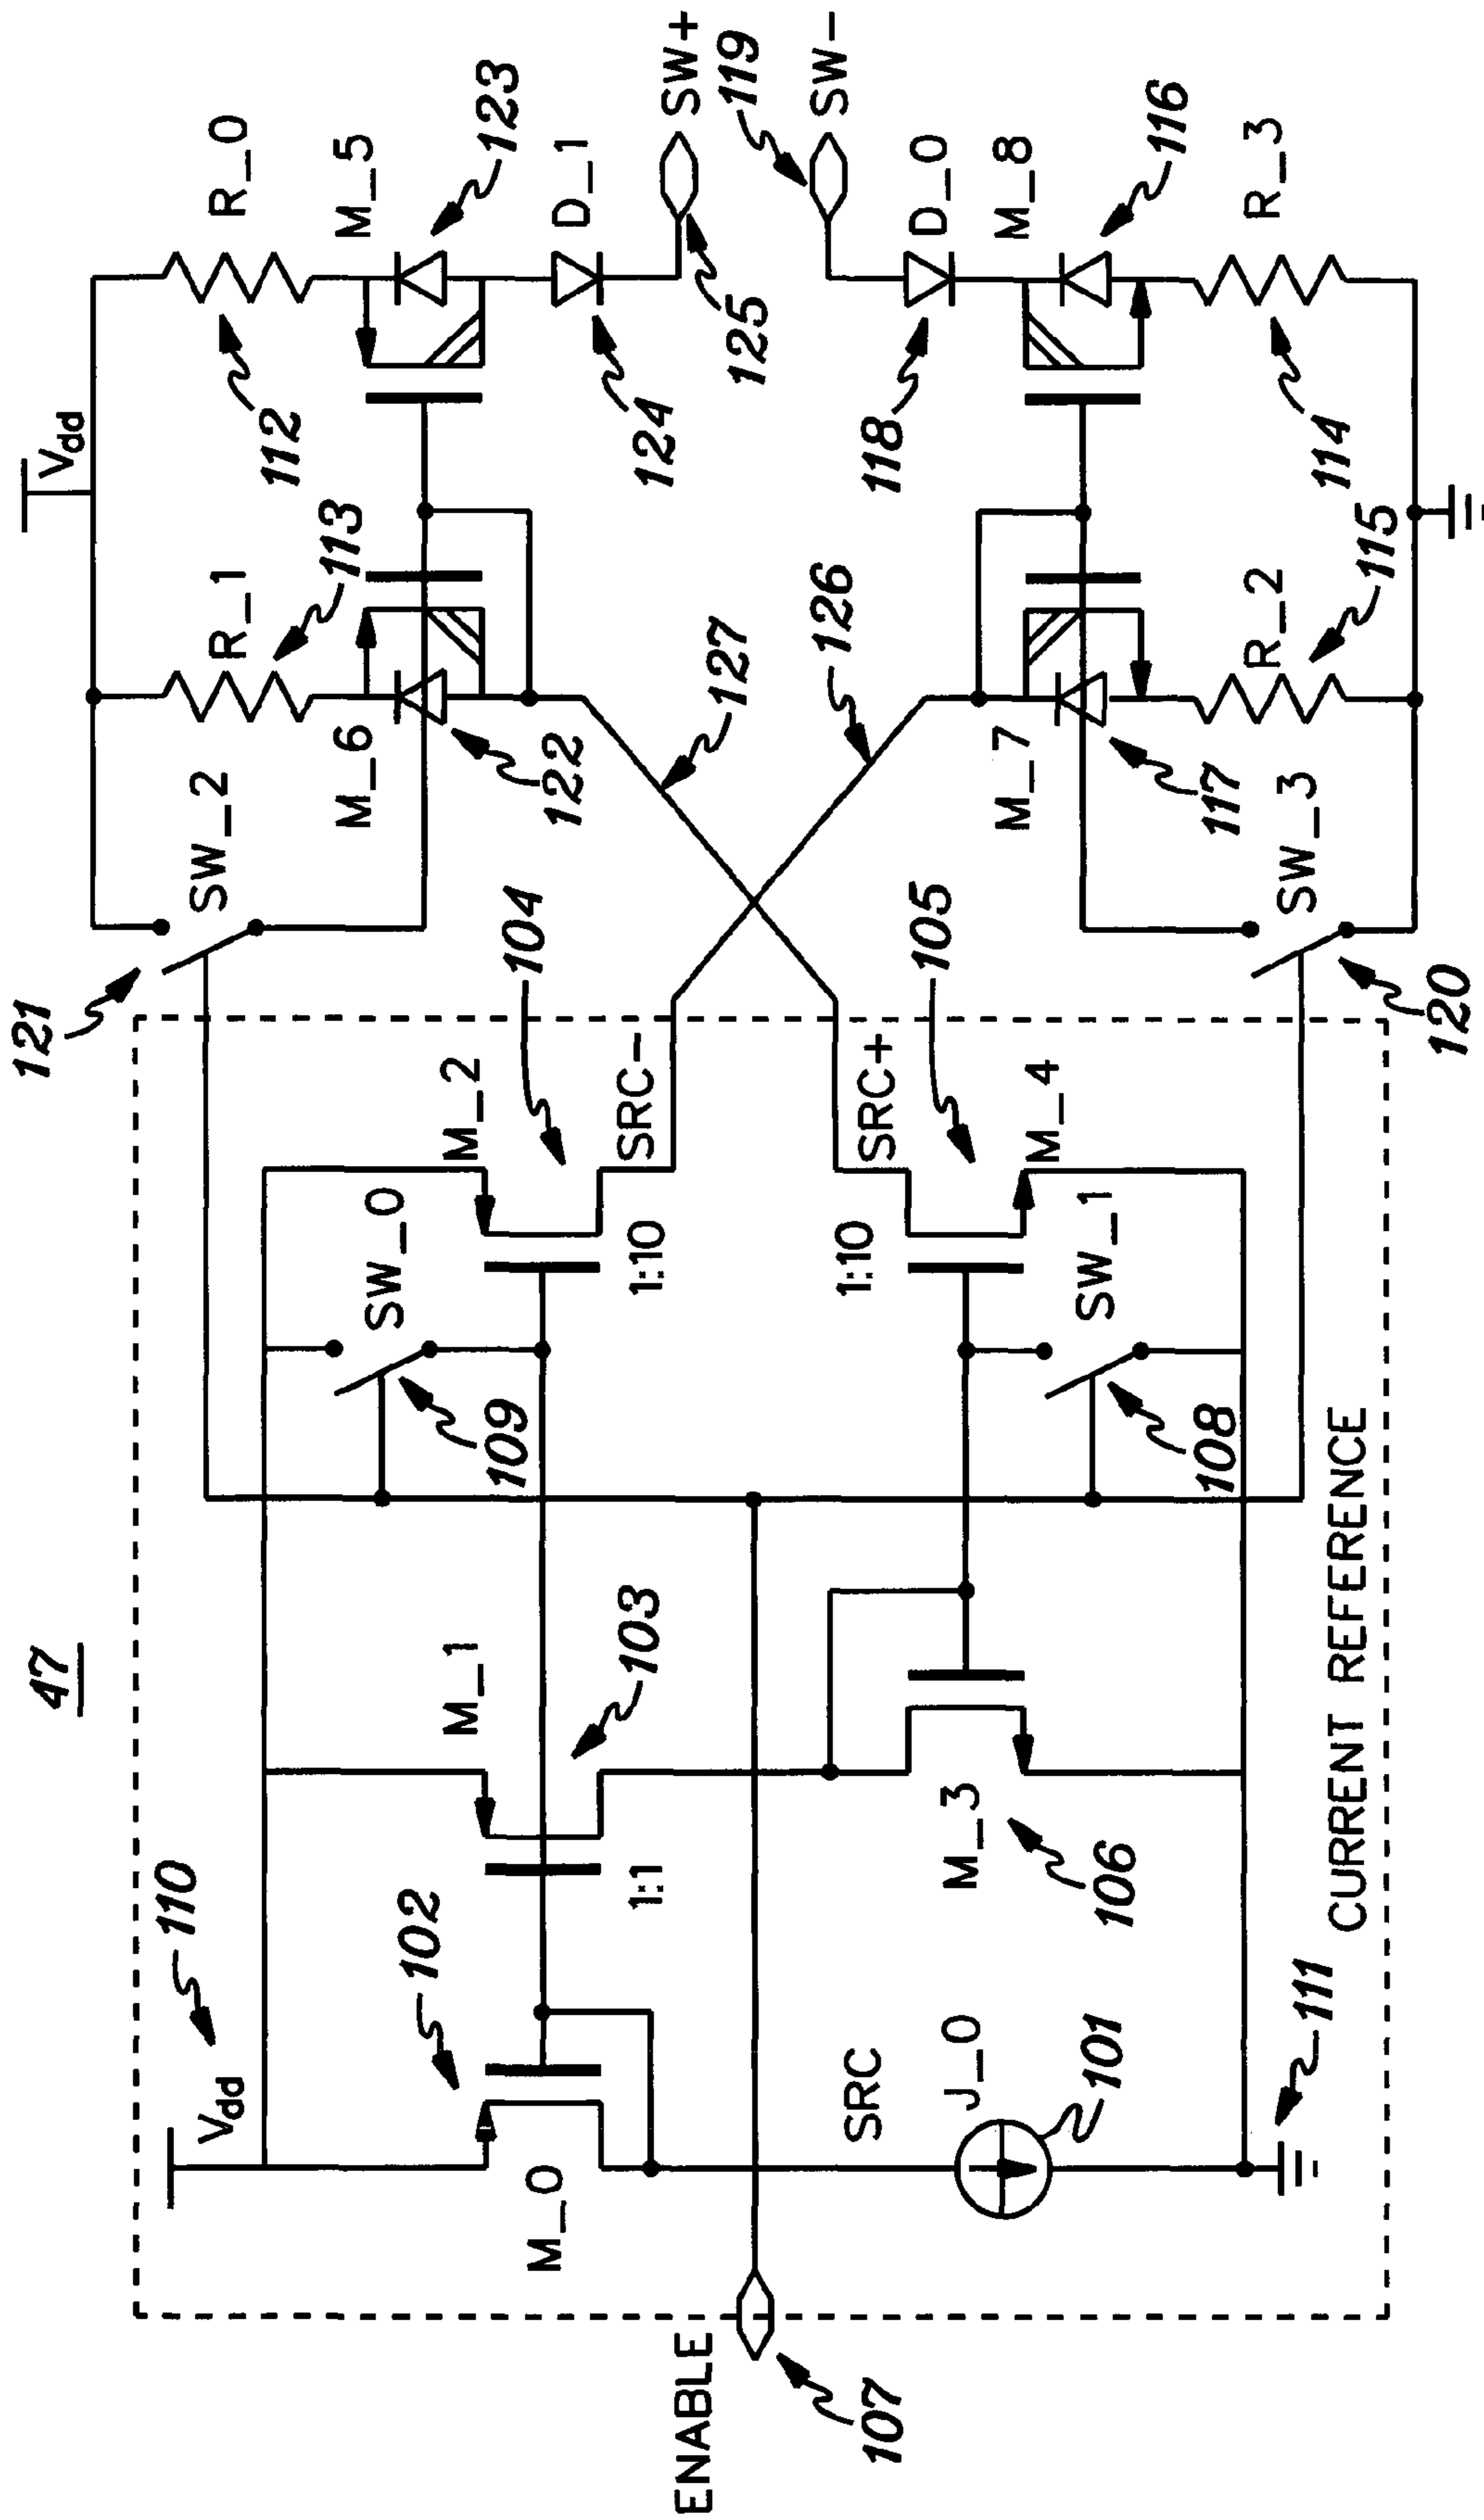 47
121
SW_2
R_1
113
Vdd
112
R_0
M_6
122
M_5
123
D_1
124
SW+
125
127
126
119
SW-
118
D_0
M_8
116
M_7
117
R_2
115
114
R_3
SW_3
120
110
Vdd
102
M_0
M_1
103
1:1
SW_0
109
M_2
104
1:10
SRC-
ENABLE
107
SRC
J_0
101
111
M_3
106
SRC+
1:10
105
M_4
SW_1
108
CURRENT REFERENCE